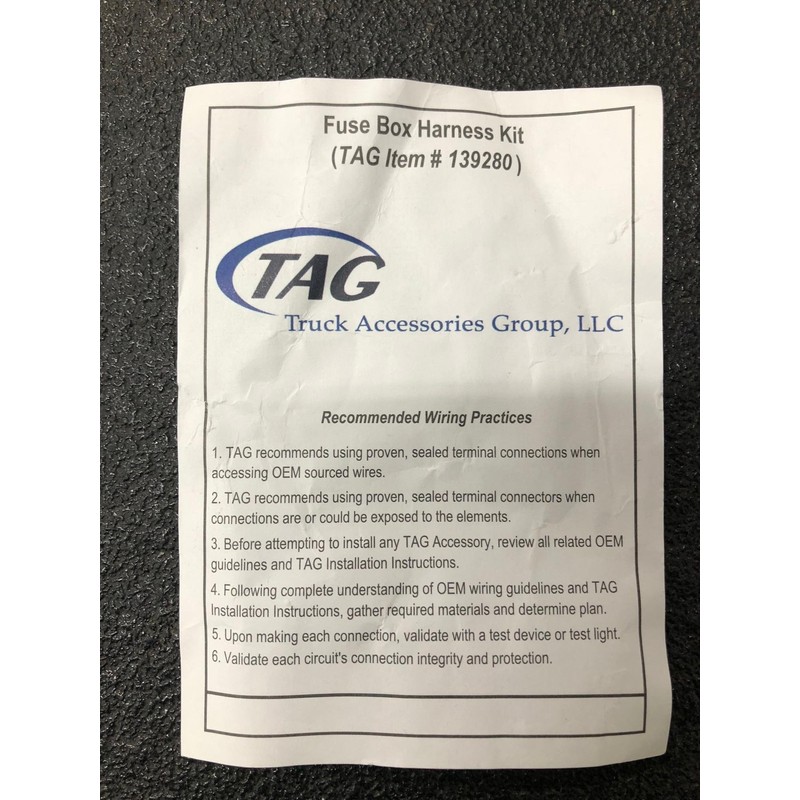 Fuse Box Harness Kit
(TAG Item # 139280)
TAG
Truck Accessories Group, LLC
Recommended Wiring Practices
1. TAG recommends using proven, sealed terminal connections when
accessing OEM sourced wires.
2. TAG recommends using proven, sealed terminal connectors when
connections are or could be exposed to the elements.
3. Before attempting to install any TAG Accessory, review all related OEM
guidelines and TAG Installation Instructions.
4. Following complete understanding of OEM wiring guidelines and TAG
Installation Instructions, gather required materials and determine plan.
5. Upon making each connection, validate with a test device or test light.
6. Validate each circuit's connection integrity and protection.